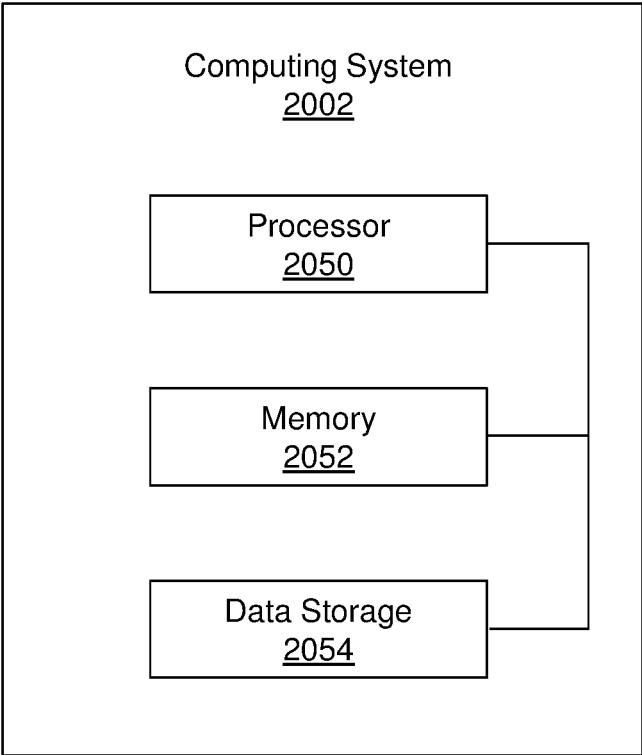 Computing System
2002
Processor
2050
Memory
2052
Data Storage
2054